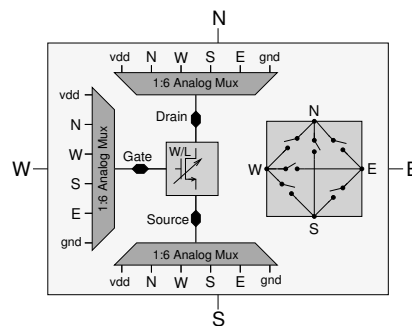 N
vdd N W S E gnd
1:6 Analog Mux
Drain
vdd
N
W
S
E
gnd
1:6 Analog Mux
Gate
W/L
Source
1:6 Analog Mux
vdd N W S E gnd
N
W
E
S
W
E
S